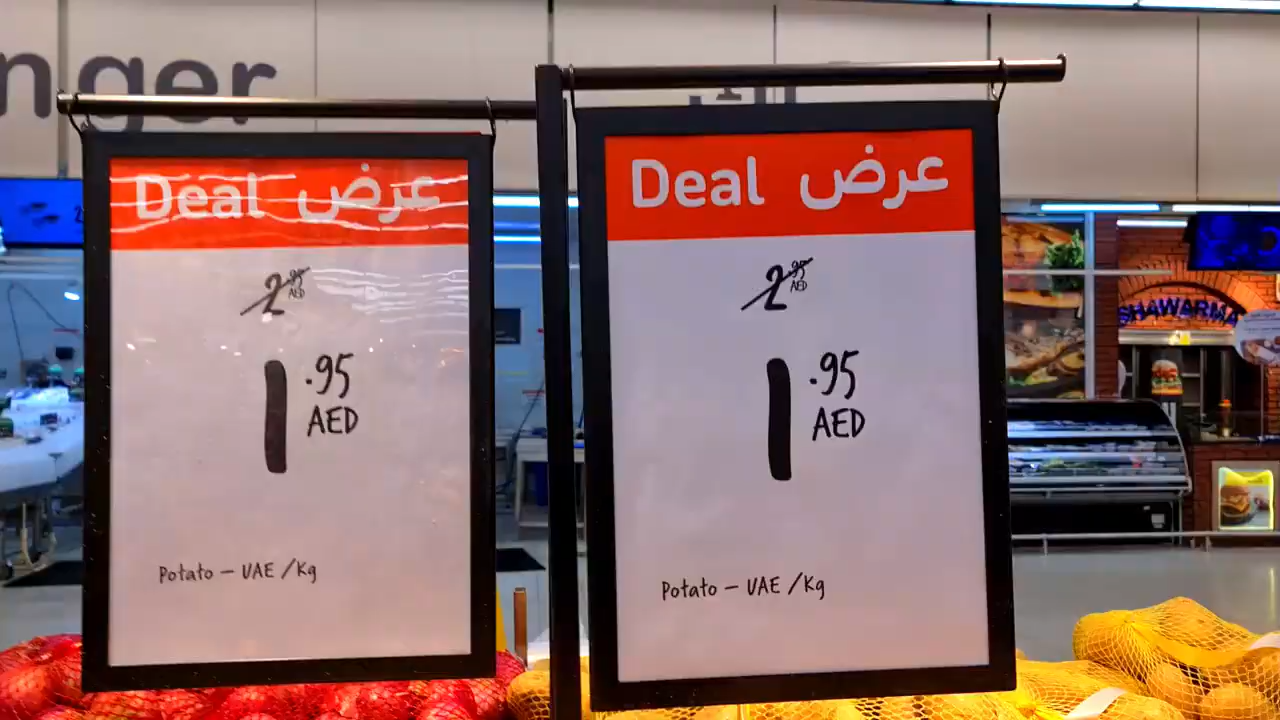 nger
Deal عرض
2.95 AED
1.95
AED
Potato – UAE /Kg
Deal عرض
2.95 AED
1.95
AED
Potato – UAE /Kg
SHAWARMA